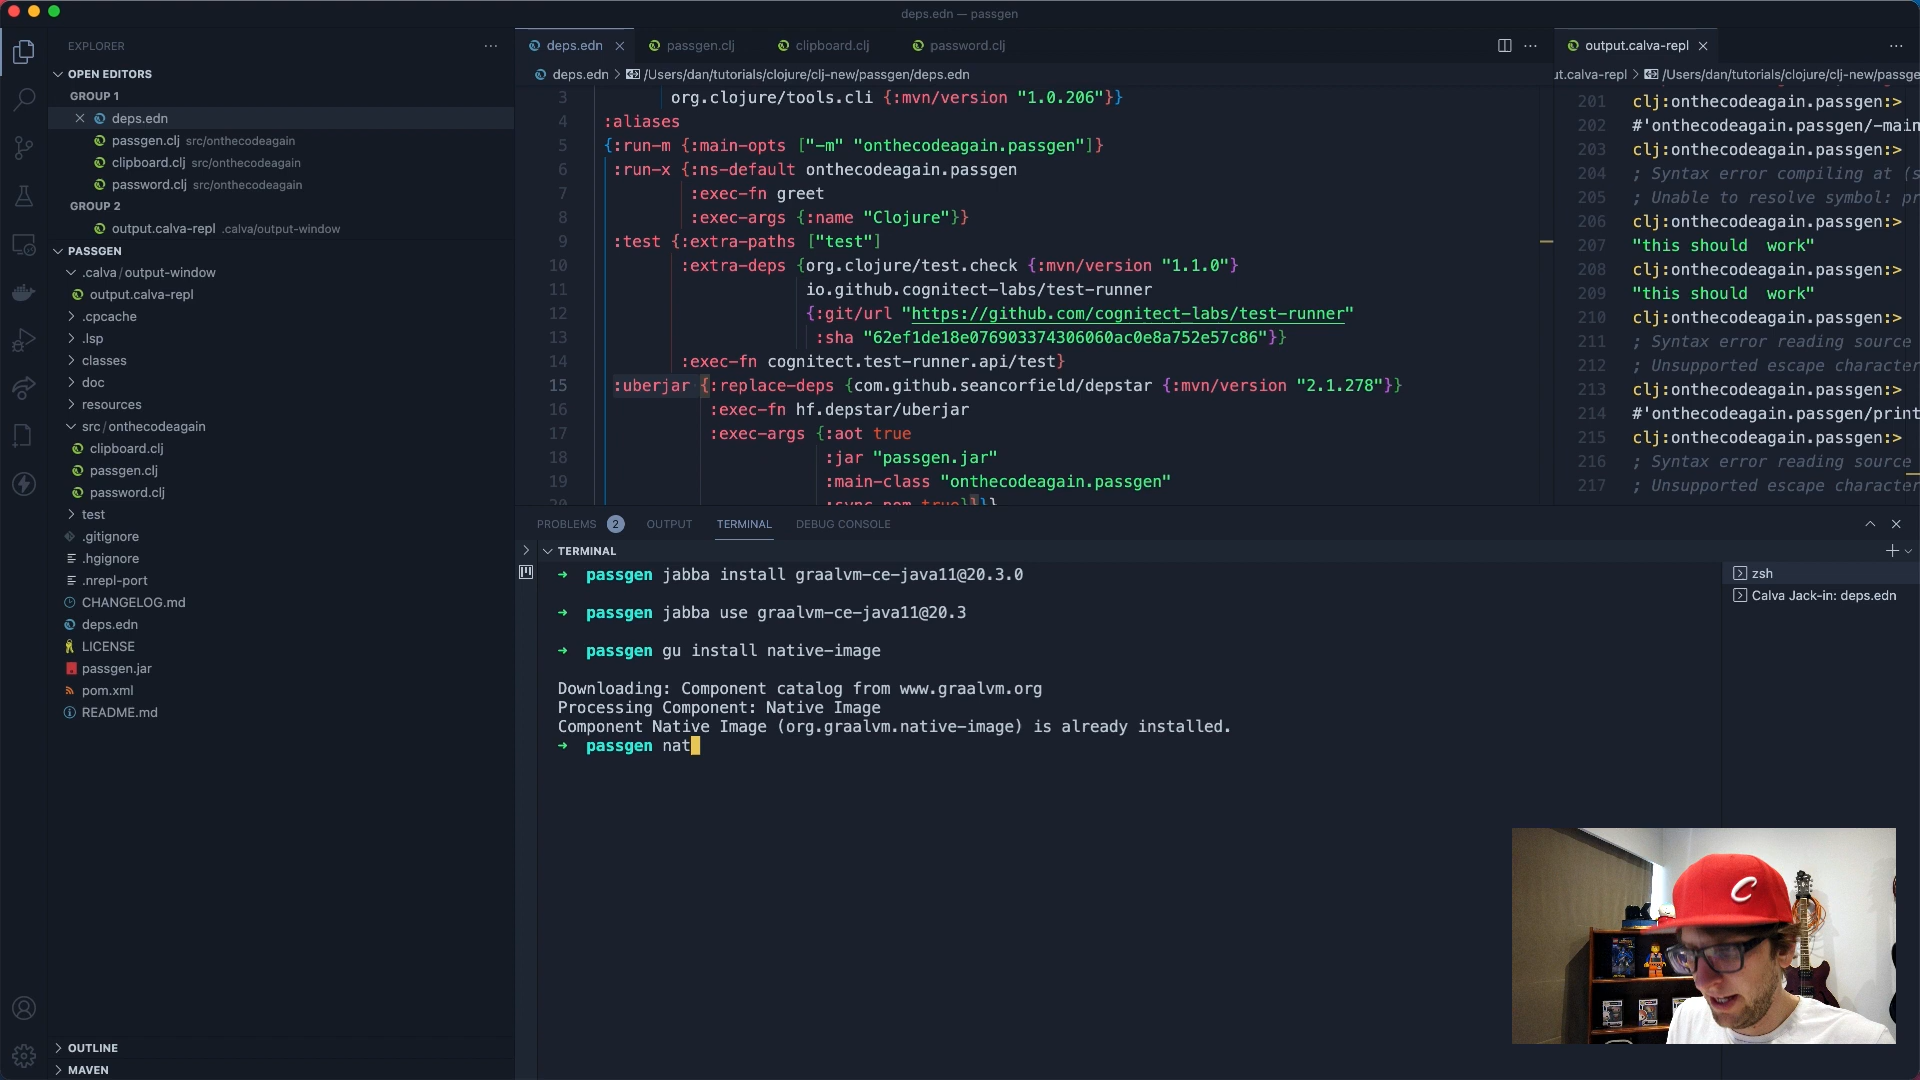 deps.edn — passgen
EXPLORER
OPEN EDITORS
GROUP 1
deps.edn
passgen.clj src/onthecodeagain
clipboard.clj src/onthecodeagain
password.clj src/onthecodeagain
GROUP 2
output.calva-repl .calva/output-window
PASSGEN
.calva/output-window
output.calva-repl
.cpcache
.lsp
classes
doc
resources
src/onthecodeagain
clipboard.clj
passgen.clj
password.clj
test
.gitignore
.hgignore
.nrepl-port
CHANGELOG.md
deps.edn
LICENSE
passgen.jar
pom.xml
README.md
OUTLINE
MAVEN
deps.edn
passgen.clj
clipboard.clj
password.clj
deps.edn > /Users/dan/tutorials/clojure/clj-new/passgen/deps.edn
3 org.clojure/tools.cli {:mvn/version "1.0.206"}}
4 :aliases
5 {:run-m {:main-opts ["-m" "onthecodeagain.passgen"]}
6 :run-x {:ns-default onthecodeagain.passgen
7 :exec-fn greet
8 :exec-args {:name "Clojure"}}
9 :test {:extra-paths ["test"]
10 :extra-deps {org.clojure/test.check {:mvn/version "1.1.0"}
11 io.github.cognitect-labs/test-runner
12 {:git/url "https://github.com/cognitect-labs/test-runner"
13 :sha "62ef1de18e076903374306060ac0e8a752e57c86"}}
14 :exec-fn cognitect.test-runner.api/test}
15 :uberjar {:replace-deps {com.github.seancorfield/depstar {:mvn/version "2.1.278"}}
16 :exec-fn hf.depstar/uberjar
17 :exec-args {:aot true
18 :jar "passgen.jar"
19 :main-class "onthecodeagain.passgen"
20 :sync-pom true}}}}
output.calva-repl
ut.calva-repl > /Users/dan/tutorials/clojure/clj-new/passge
201 clj:onthecodeagain.passgen:>
202 #'onthecodeagain.passgen/-main
203 clj:onthecodeagain.passgen:>
204 ; Syntax error compiling at (s
205 ; Unable to resolve symbol: pr
206 clj:onthecodeagain.passgen:>
207 "this should  work"
208 clj:onthecodeagain.passgen:>
209 "this should  work"
210 clj:onthecodeagain.passgen:>
211 ; Syntax error reading source
212 ; Unsupported escape character
213 clj:onthecodeagain.passgen:>
214 #'onthecodeagain.passgen/print
215 clj:onthecodeagain.passgen:>
216 ; Syntax error reading source
217 ; Unsupported escape character
PROBLEMS 2 OUTPUT TERMINAL DEBUG CONSOLE
TERMINAL
→ passgen jabba install graalvm-ce-java11@20.3.0
→ passgen jabba use graalvm-ce-java11@20.3
→ passgen gu install native-image
Downloading: Component catalog from www.graalvm.org
Processing Component: Native Image
Component Native Image (org.graalvm.native-image) is already installed.
→ passgen nat
zsh
Calva Jack-in: deps.edn
C